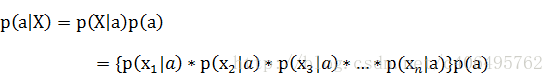 p(a|X) = p(X|a)p(a)
= {p(x₁|a) * p(x₂|a) * p(x₃|a) * … * p(xₙ|a)}p(a)